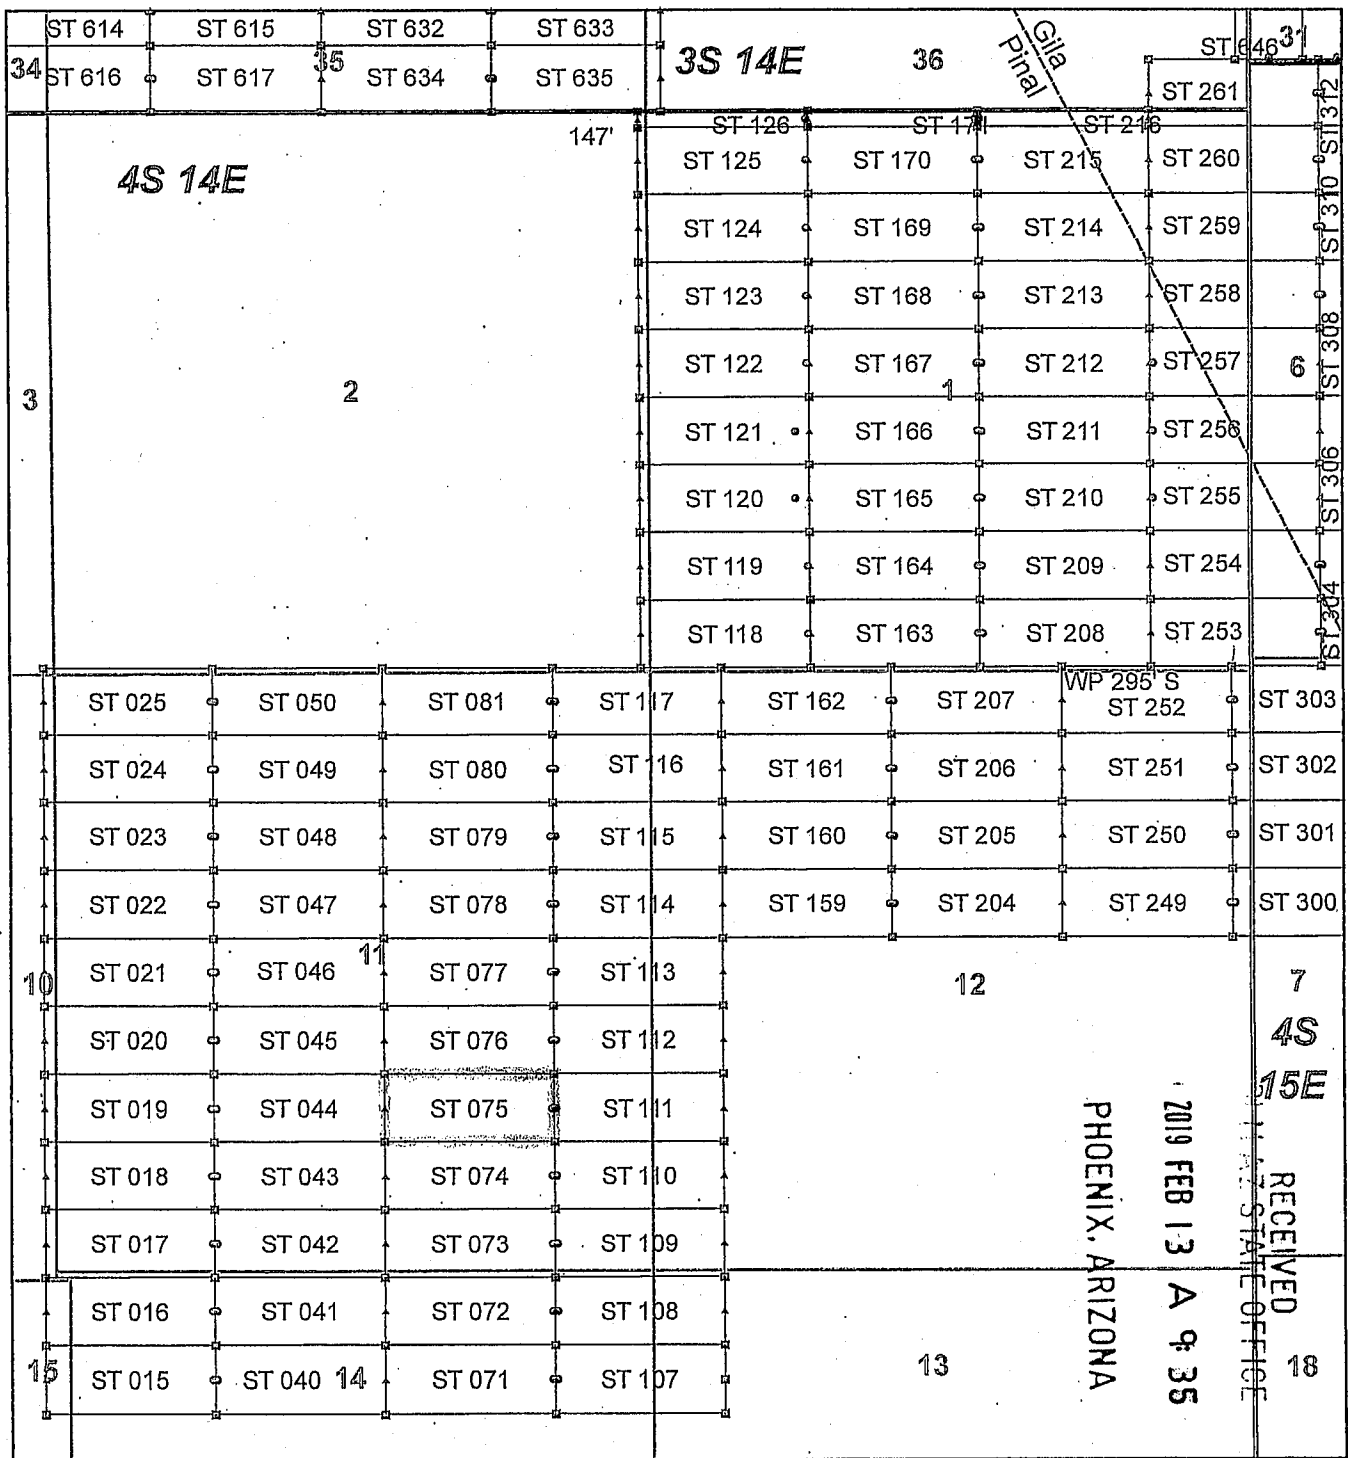 ST 614 ST 615 ST 632 ST 633
34 ST 616 ST 617 35 ST 634 ST 635 3S 14E 36 Gila Pinal ST 646 31
ST 261 ST 312
147' ST 126 ST 171 ST 216
4S 14E ST 125 ST 170 ST 215 ST 260
ST 124 ST 169 ST 214 ST 259 ST 310
ST 123 ST 168 ST 213 ST 258
3 2 ST 122 ST 167 1 ST 212 ST 257 6 ST 308
ST 121 ST 166 ST 211 ST 256
ST 120 ST 165 ST 210 ST 255 ST 306
ST 119 ST 164 ST 209 ST 254
ST 118 ST 163 ST 208 ST 253 ST 304
WP 295' S
ST 025 ST 050 ST 081 ST 117 ST 162 ST 207 ST 252 ST 303
ST 024 ST 049 ST 080 ST 116 ST 161 ST 206 ST 251 ST 302
ST 023 ST 048 ST 079 ST 115 ST 160 ST 205 ST 250 ST 301
ST 022 ST 047 ST 078 ST 114 ST 159 ST 204 ST 249 ST 300
10 ST 021 ST 046 11 ST 077 ST 113 12 7
ST 020 ST 045 ST 076 ST 112 4S
15E
ST 019 ST 044 ST 075 ST 111
ST 018 ST 043 ST 074 ST 110
ST 017 ST 042 ST 073 ST 109
ST 016 ST 041 ST 072 ST 108
15 ST 015 ST 040 14 ST 071 ST 107 13 18
RECEIVED
STATE OFFICE
2019 FEB 13 A 9:35
PHOENIX, ARIZONA